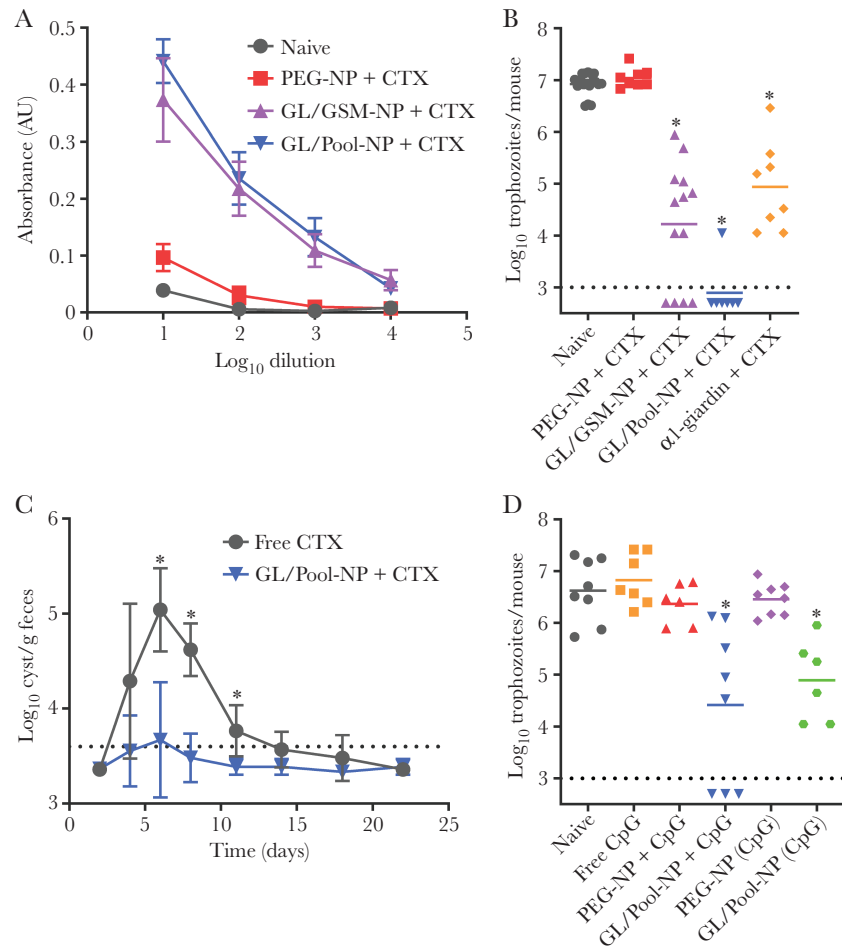 A
Absorbance (AU)
0.5
0.4
0.3
0.2
0.1
0
0 1 2 3 4 5
Log10 dilution
Naive
PEG-NP + CTX
GL/GSM-NP + CTX
GL/Pool-NP + CTX
B
Log10 trophozoites/mouse
8
7
6
5
4
3
* * *
Naive
PEG-NP + CTX
GL/GSM-NP + CTX
GL/Pool-NP + CTX
α1-giardin + CTX
C
Log10 cyst/g feces
6
5
4
3
0 5 10 15 20 25
Time (days)
Free CTX
GL/Pool-NP + CTX
* * *
D
Log10 trophozoites/mouse
8
7
6
5
4
3
* *
Naive
Free CpG
PEG-NP + CpG
GL/Pool-NP + CpG
PEG-NP (CpG)
GL/Pool-NP (CpG)